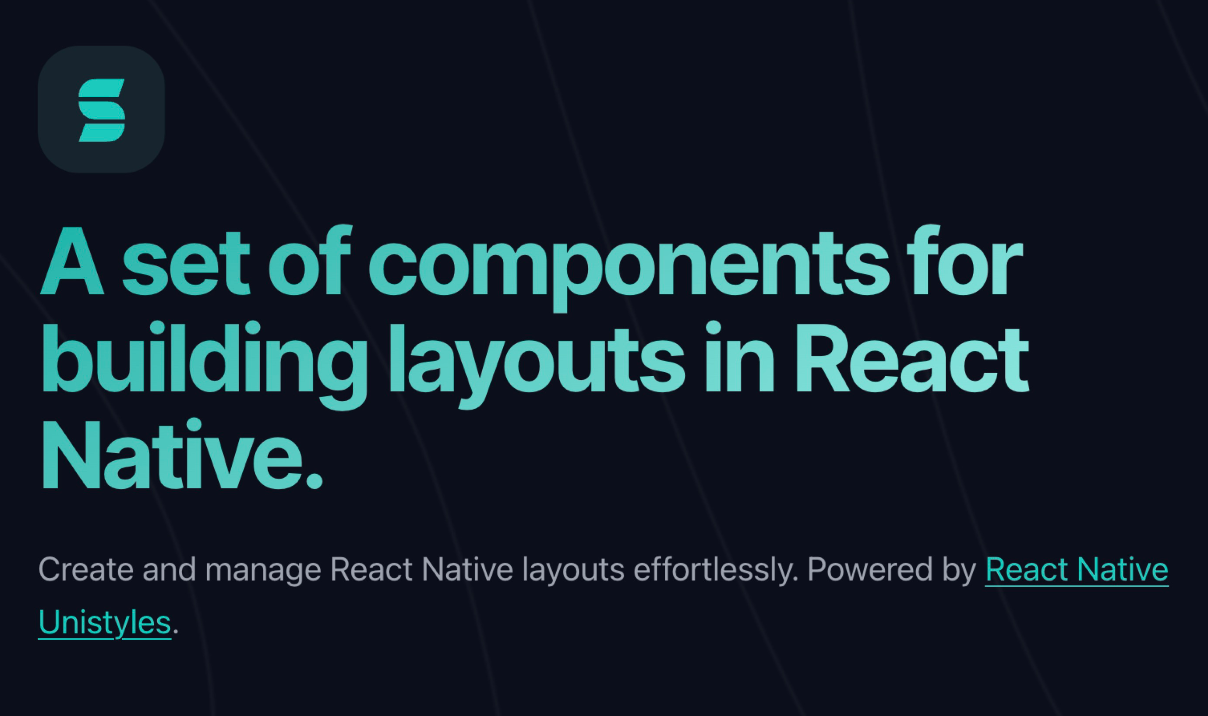 A set of components for
building layouts in React
Native.
Create and manage React Native layouts effortlessly. Powered by React Native
Unistyles.